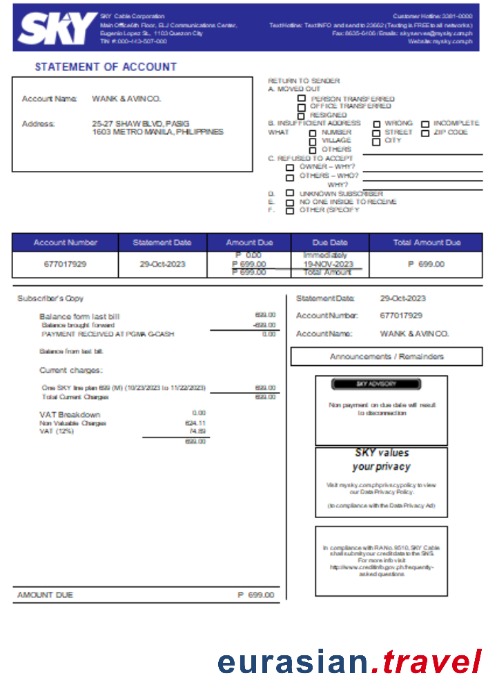 SKY
SKY Cable Corporation
Main Office6th Floor, ELJ Communications Center,
Eugenio Lopez St., 1103 Quezon City
TIN #:000-443-507-000
Customer Hotline: 3381-0000
Text Hotline: Text INFO and send to 23662 (Texting is FREE to all networks)
Fax: 8635-6406 / Emails: skyserves@mysky.com.ph
Website: mysky.com.ph
STATEMENT OF ACCOUNT
Account Name: WANK & AVIN CO.
Address: 25-27 SHAW BLVD, PASIG
1603 METRO MANILA, PHILIPPINES
RETURN TO SENDER
A. MOVED OUT
PERSON TRANSFERRED
OFFICE TRANSFERRED
RESIGNED
B. INSUFFICIENT ADDRESS WRONG INCOMPLETE
WHAT NUMBER STREET ZIP CODE
VILLAGE CITY
OTHERS
C. REFUSED TO ACCEPT
OWNER – WHY?
OTHERS – WHO?
WHY?
D. UNKNOWN SUBSCRIBER
E. NO ONE INSIDE TO RECEIVE
F. OTHER (SPECIFY
Account Number Statement Date Amount Due Due Date Total Amount Due
677017929 29-Oct-2023 ₱ 0.00 Immediately ₱ 699.00
₱ 699.00 19-NOV-2023
₱ 699.00 Total Amount
Subscriber's Copy
Balance form last bill 699.00
Balance brought forward -699.00
PAYMENT RECEIVED AT PGMA G-CASH 0.00
Balance from last bill:
Current charges:
One SKY line plan 699 (M) (10/23/2023 to 11/22/2023) 699.00
Total Current Charges 699.00
VAT Breakdown 0.00
Non Valuable Charges 624.11
VAT (12%) 74.89
699.00
AMOUNT DUE ₱ 699.00
Statement Date: 29-Oct-2023
Account Number: 677017929
Account Name: WANK & AVIN CO.
Announcements / Remainders
SKY ADVISORY
Non payment on due date will result
to disconnection
SKY values
your privacy
Visit mysky.com.ph/privacypolicy to view
our Data Privacy Policy.
(to compliance with the Data Privacy Ad)
In compliance with RA No. 9510, SKY Cable
shall submit your credit data to the SNS.
For more info visit
http://www.creditinfo.gov.ph/frequently-
asked questions
eurasian.travel